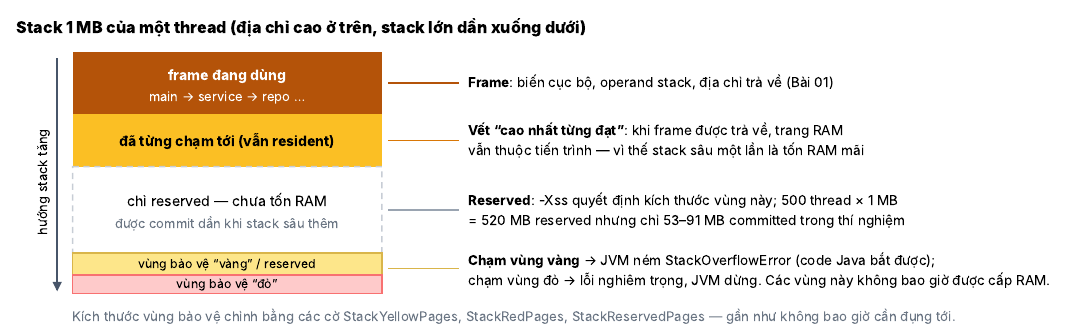 Stack 1 MB của một thread (địa chỉ cao ở trên, stack lớn dần xuống dưới)
hướng stack tăng
frame đang dùng
main → service → repo ...
Frame: biến cục bộ, operand stack, địa chỉ trả về (Bài 01)
đã từng chạm tới (vẫn resident)
Vết “cao nhất từng đạt”: khi frame được trả về, trang RAM
vẫn thuộc tiến trình — vì thế stack sâu một lần là tốn RAM mãi
chỉ reserved — chưa tốn RAM
được commit dần khi stack sâu thêm
Reserved: -Xss quyết định kích thước vùng này; 500 thread × 1 MB
= 520 MB reserved nhưng chỉ 53–91 MB committed trong thí nghiệm
vùng bảo vệ “vàng” / reserved
vùng bảo vệ “đỏ”
Chạm vùng vàng → JVM ném StackOverflowError (code Java bắt được);
chạm vùng đỏ → lỗi nghiêm trọng, JVM dừng. Các vùng này không bao giờ được cấp RAM.
Kích thước vùng bảo vệ chỉnh bằng các cờ StackYellowPages, StackRedPages, StackReservedPages — gần như không bao giờ cần đụng tới.